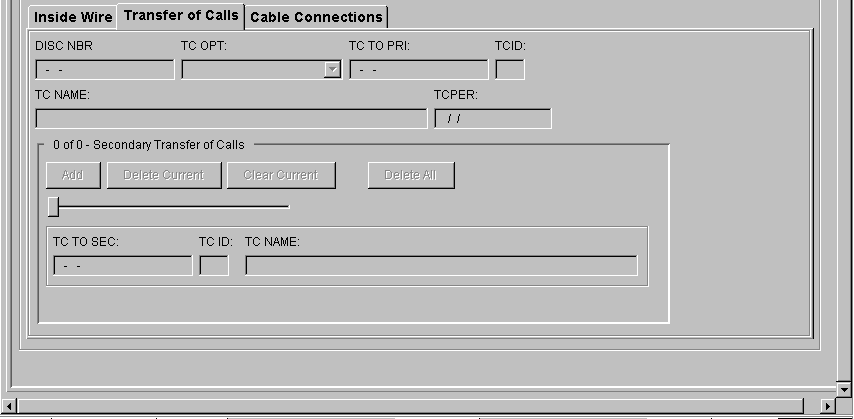 Inside Wire Transfer of Calls Cable Connections
DISC NBR TC OPT: TC TO PRI: TCID:
- - - -
TC NAME: TCPER:
/ /
0 of 0 - Secondary Transfer of Calls
Add Delete Current Clear Current Delete All
TC TO SEC: TC ID: TC NAME:
- -